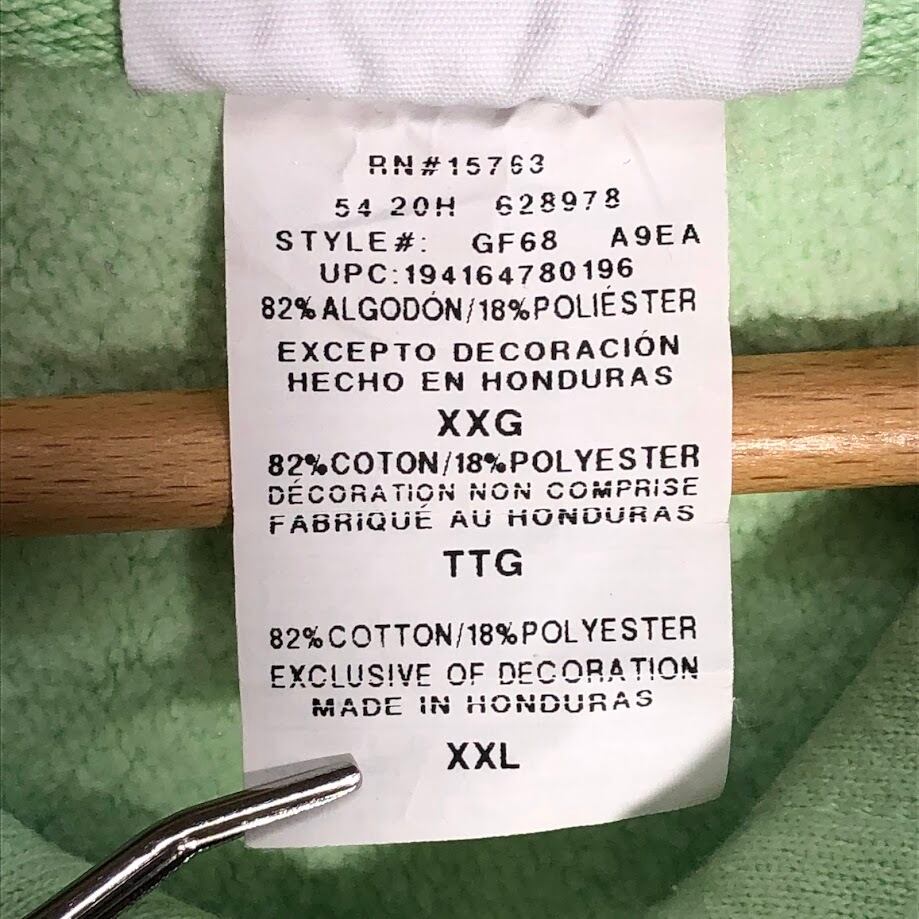 RN#15763
54 20H 628978
STYLE#: GF68 A9EA
UPC:194164780196
82%ALGODÓN/18%POLIÉSTER
EXCEPTO DECORACIÓN
HECHO EN HONDURAS
XXG
82%COTON/18%POLYESTER
DÉCORATION NON COMPRISE
FABRIQUÉ AU HONDURAS
TTG
82%COTTON/18%POLYESTER
EXCLUSIVE OF DECORATION
MADE IN HONDURAS
XXL